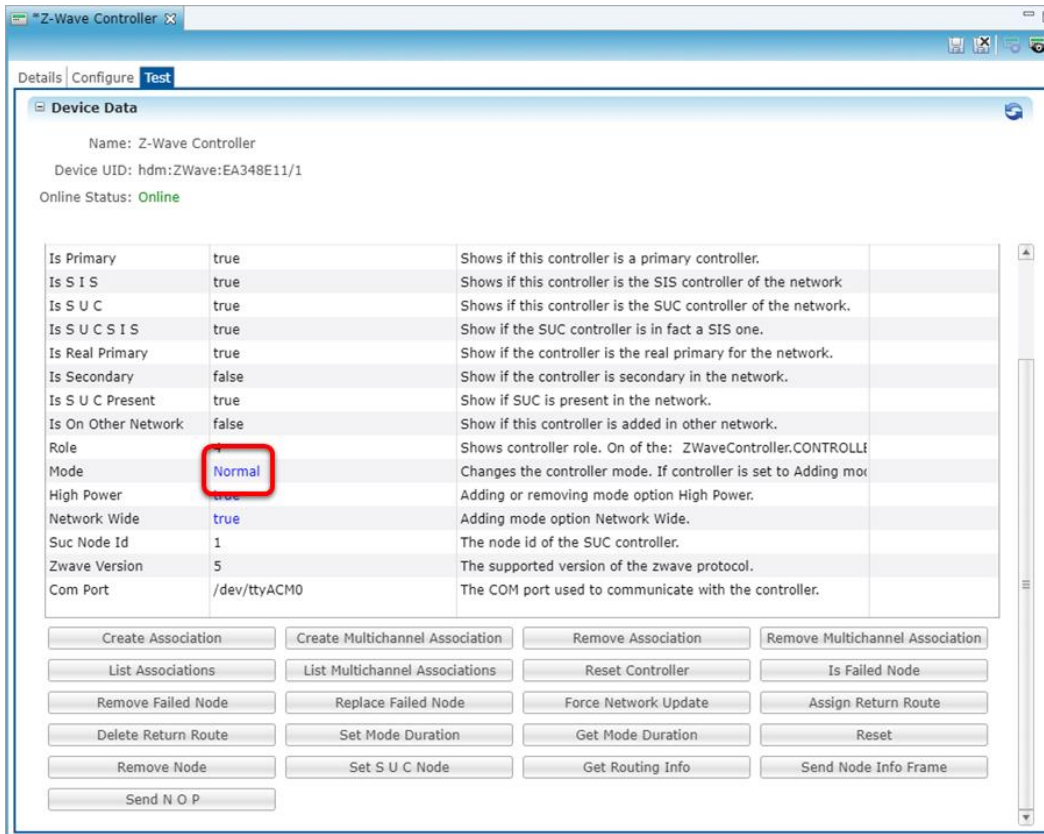 *Z-Wave Controller
Details Configure Test
Device Data
Name: Z-Wave Controller
Device UID: hdm:ZWave:EA348E11/1
Online Status: Online
Is Primary true Shows if this controller is a primary controller.
Is S I S true Shows if this controller is the SIS controller of the network
Is S U C true Shows if this controller is the SUC controller of the network.
Is S U C S I S true Show if the SUC controller is in fact a SIS one.
Is Real Primary true Show if the controller is the real primary for the network.
Is Secondary false Show if the controller is secondary in the network.
Is S U C Present true Show if SUC is present in the network.
Is On Other Network false Show if this controller is added in other network.
Role 4 Shows controller role. On of the: ZWaveController.CONTROLLE
Mode Normal Changes the controller mode. If controller is set to Adding mod
High Power true Adding or removing mode option High Power.
Network Wide true Adding mode option Network Wide.
Suc Node Id 1 The node id of the SUC controller.
Zwave Version 5 The supported version of the zwave protocol.
Com Port /dev/ttyACM0 The COM port used to communicate with the controller.
Create Association Create Multichannel Association Remove Association Remove Multichannel Association
List Associations List Multichannel Associations Reset Controller Is Failed Node
Remove Failed Node Replace Failed Node Force Network Update Assign Return Route
Delete Return Route Set Mode Duration Get Mode Duration Reset
Remove Node Set S U C Node Get Routing Info Send Node Info Frame
Send N O P